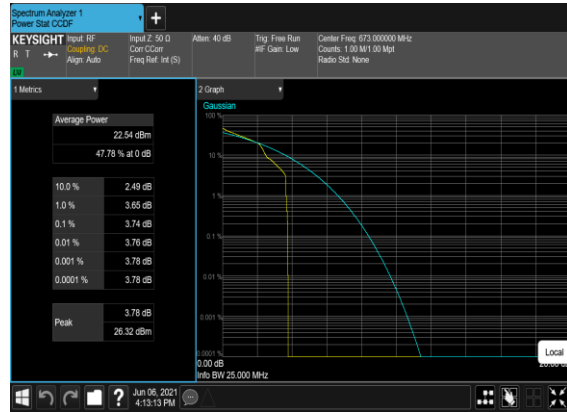 Spectrum Analyzer 1
Power Stat CCDF
+
KEYSIGHT
R T
LW
Input: RF
Coupling: DC
Align: Auto
Input Z: 50 Ω
Corr CCorr
Freq Ref: Int (S)
Atten: 40 dB
Trig: Free Run
#IF Gain: Low
Center Freq: 673.000000 MHz
Counts: 1.00 M/1.00 Mpt
Radio Std: None
1 Metrics
Average Power
22.54 dBm
47.78 % at 0 dB
10.0 % 2.49 dB
1.0 % 3.65 dB
0.1 % 3.74 dB
0.01 % 3.76 dB
0.001 % 3.78 dB
0.0001 % 3.78 dB
Peak
3.78 dB
26.32 dBm
2 Graph
Gaussian
100 %
10 %
1 %
0.1 %
0.01 %
0.001 %
0.0001 %
0.00 dB
Info BW 25.000 MHz
Local
?
Jun 06, 2021
4:13:13 PM